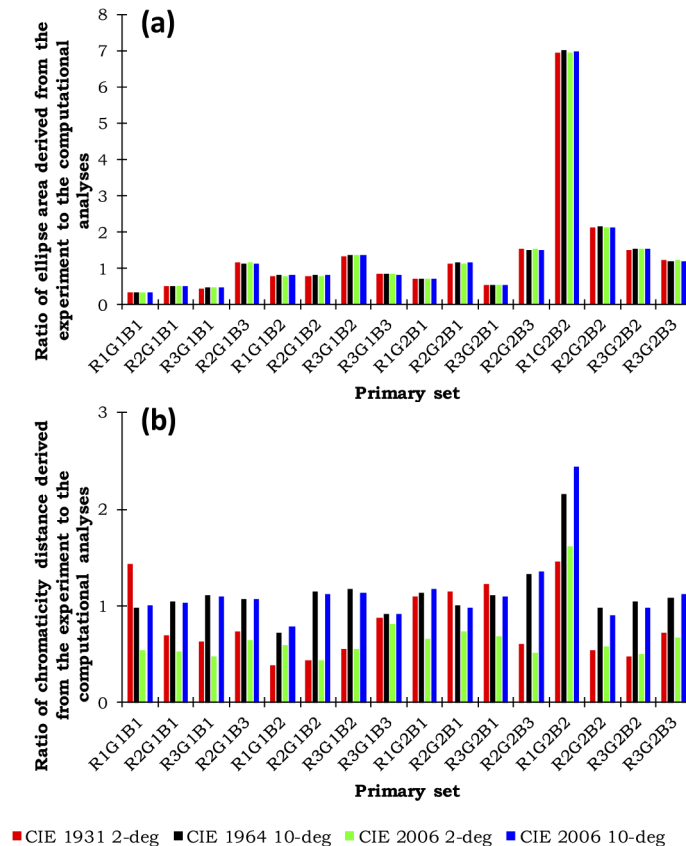 (a)
Ratio of ellipse area derived from the
experiment to the computational
analyses
8
7
6
5
4
3
2
1
0
R1G1B1
R2G1B1
R3G1B1
R2G1B3
R1G1B2
R2G1B2
R3G1B2
R3G1B3
R1G2B1
R2G2B1
R3G2B1
R2G2B3
R1G2B2
R2G2B2
R3G2B2
R3G2B3
Primary set
(b)
Ratio of chromaticity distance derived
from the experiment to the
computational analyses
3
2
1
0
R1G1B1
R2G1B1
R3G1B1
R2G1B3
R1G1B2
R2G1B2
R3G1B2
R3G1B3
R1G2B1
R2G2B1
R3G2B1
R2G2B3
R1G2B2
R2G2B2
R3G2B2
R3G2B3
Primary set
CIE 1931 2-deg CIE 1964 10-deg CIE 2006 2-deg CIE 2006 10-deg